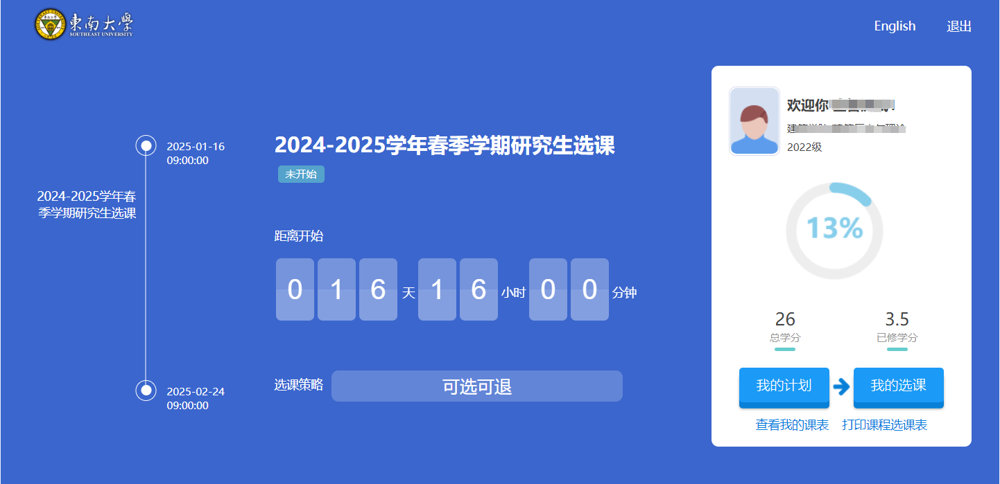 東南大學
SOUTHEAST UNIVERSITY
English
退出
2025-01-16
09:00:00
2024-2025学年春
季学期研究生选课
2025-02-24
09:00:00
2024-2025学年春季学期研究生选课
未开始
距离开始
016天16小时00分钟
选课策略
可选可退
欢迎你
2022级
13%
26
总学分
3.5
已修学分
我的计划
我的选课
查看我的课表
打印课程选课表